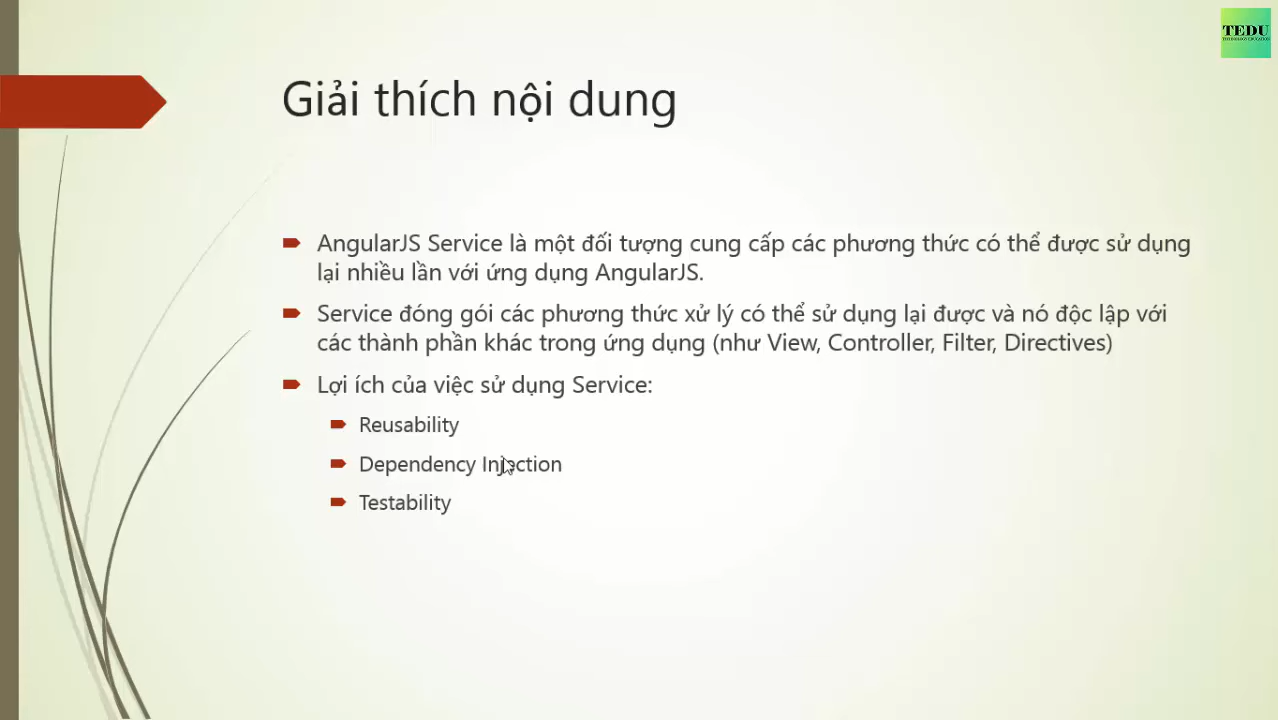 TEDU
Giải thích nội dung
AngularJS Service là một đối tượng cung cấp các phương thức có thể được sử dụng
lại nhiều lần với ứng dụng AngularJS.
Service đóng gói các phương thức xử lý có thể sử dụng lại được và nó độc lập với
các thành phần khác trong ứng dụng (như View, Controller, Filter, Directives)
Lợi ích của việc sử dụng Service:
Reusability
Dependency Injection
Testability